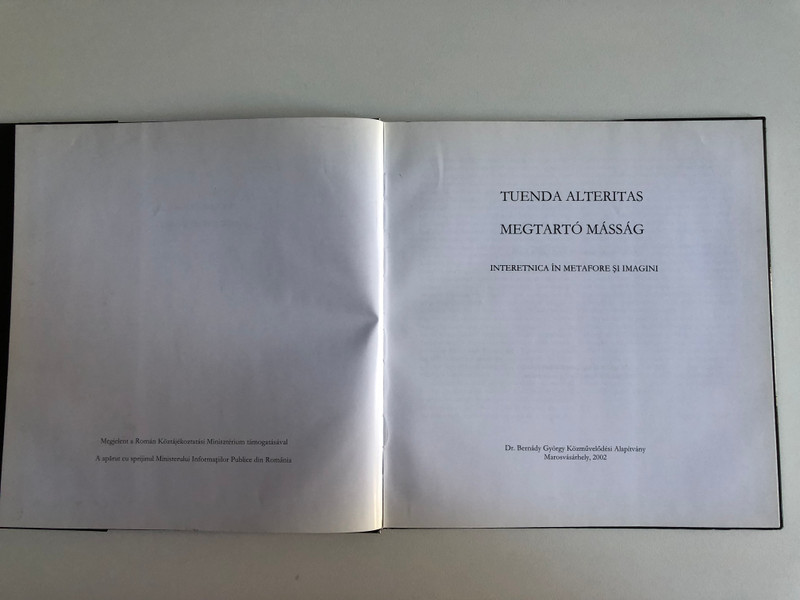 Megjelent a Román Köztájékoztatási Minisztérium támogatásával
A apărut cu sprijinul Ministerului Informaţiilor Publice din România
TUENDA ALTERITAS
MEGTARTÓ MÁSSÁG
INTERETNICA ÎN METAFORE ŞI IMAGINI
Dr. Bernády György Közművelődési Alapítvány
Marosvásárhely, 2002